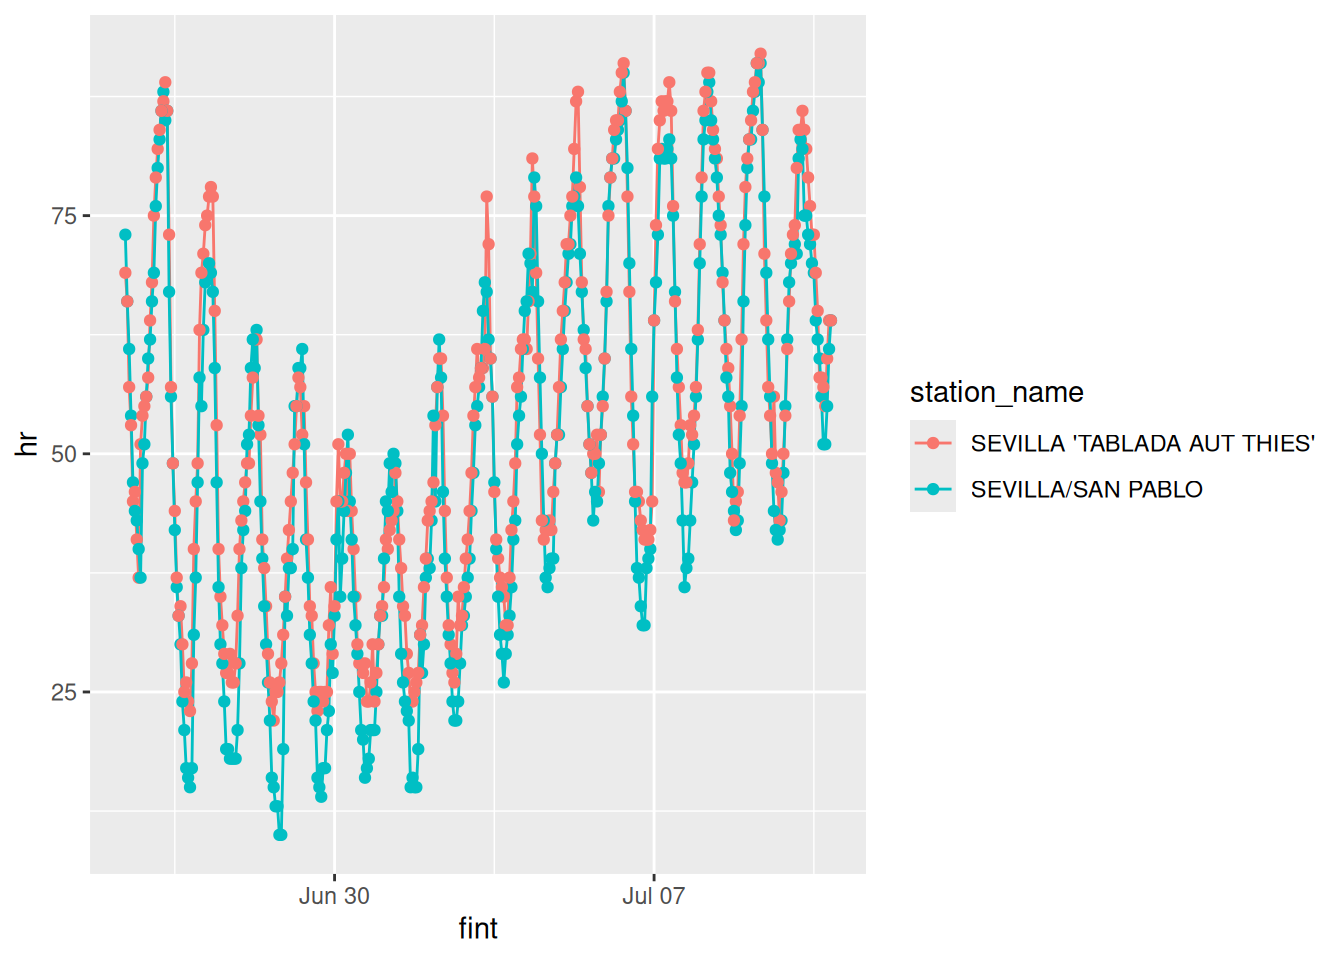 75
50
25
hr
Jun 30
Jul 07
fint
station_name
SEVILLA 'TABLADA AUT THIES'
SEVILLA/SAN PABLO